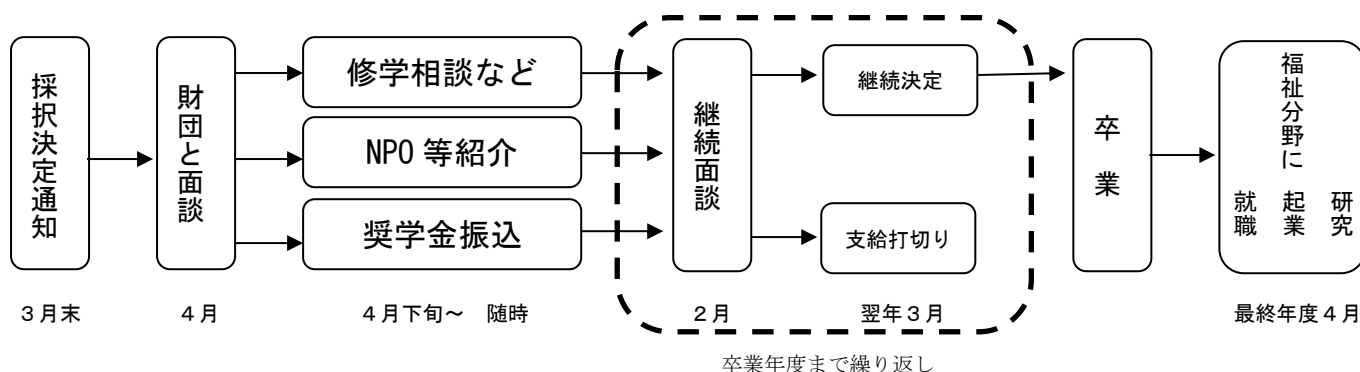 採択決定通知
財団と面談
修学相談など
NPO 等紹介
奨学金振込
継続面談
継続決定
支給打切り
卒業
福祉分野に
就職
起業
研究
３月末
４月
４月下旬～　随時
２月
翌年３月
最終年度４月
卒業年度まで繰り返し